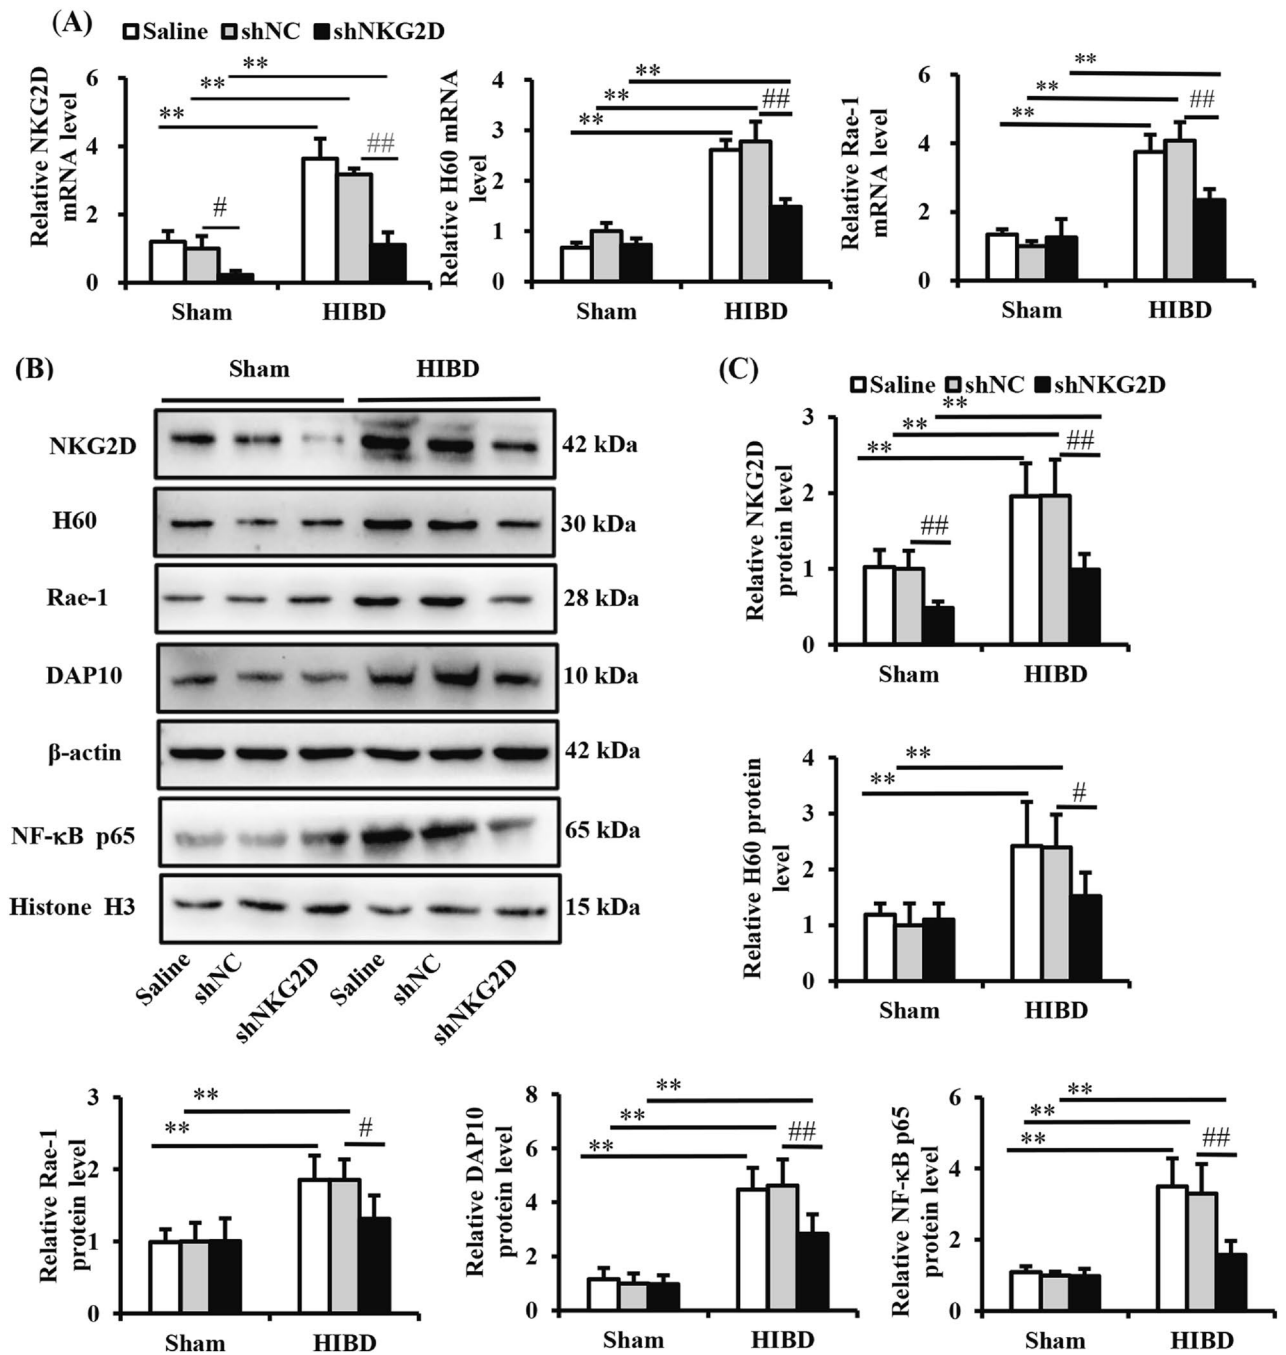 (A)
Saline shNC shNKG2D
Relative NKG2D
mRNA level
6
4
2
0
**
**
**
#
##
Sham HIBD
Relative H60 mRNA
level
4
3
2
1
0
**
**
**
##
Sham HIBD
Relative Rae-1
mRNA level
6
4
2
0
**
**
**
##
Sham HIBD
(B)
Sham HIBD
NKG2D 42 kDa
H60 30 kDa
Rae-1 28 kDa
DAP10 10 kDa
β-actin 42 kDa
NF-κB p65 65 kDa
Histone H3 15 kDa
Saline shNC shNKG2D Saline shNC shNKG2D
(C)
Saline shNC shNKG2D
Relative NKG2D
protein level
3
2
1
0
**
**
**
##
##
Sham HIBD
Relative H60 protein
level
4
3
2
1
0
**
**
#
Sham HIBD
Relative Rae-1
protein level
3
2
1
0
**
**
#
Sham HIBD
Relative DAP10
protein level
8
6
4
2
0
**
**
**
##
Sham HIBD
Relative NF-κB p65
protein level
6
4
2
0
**
**
**
##
Sham HIBD